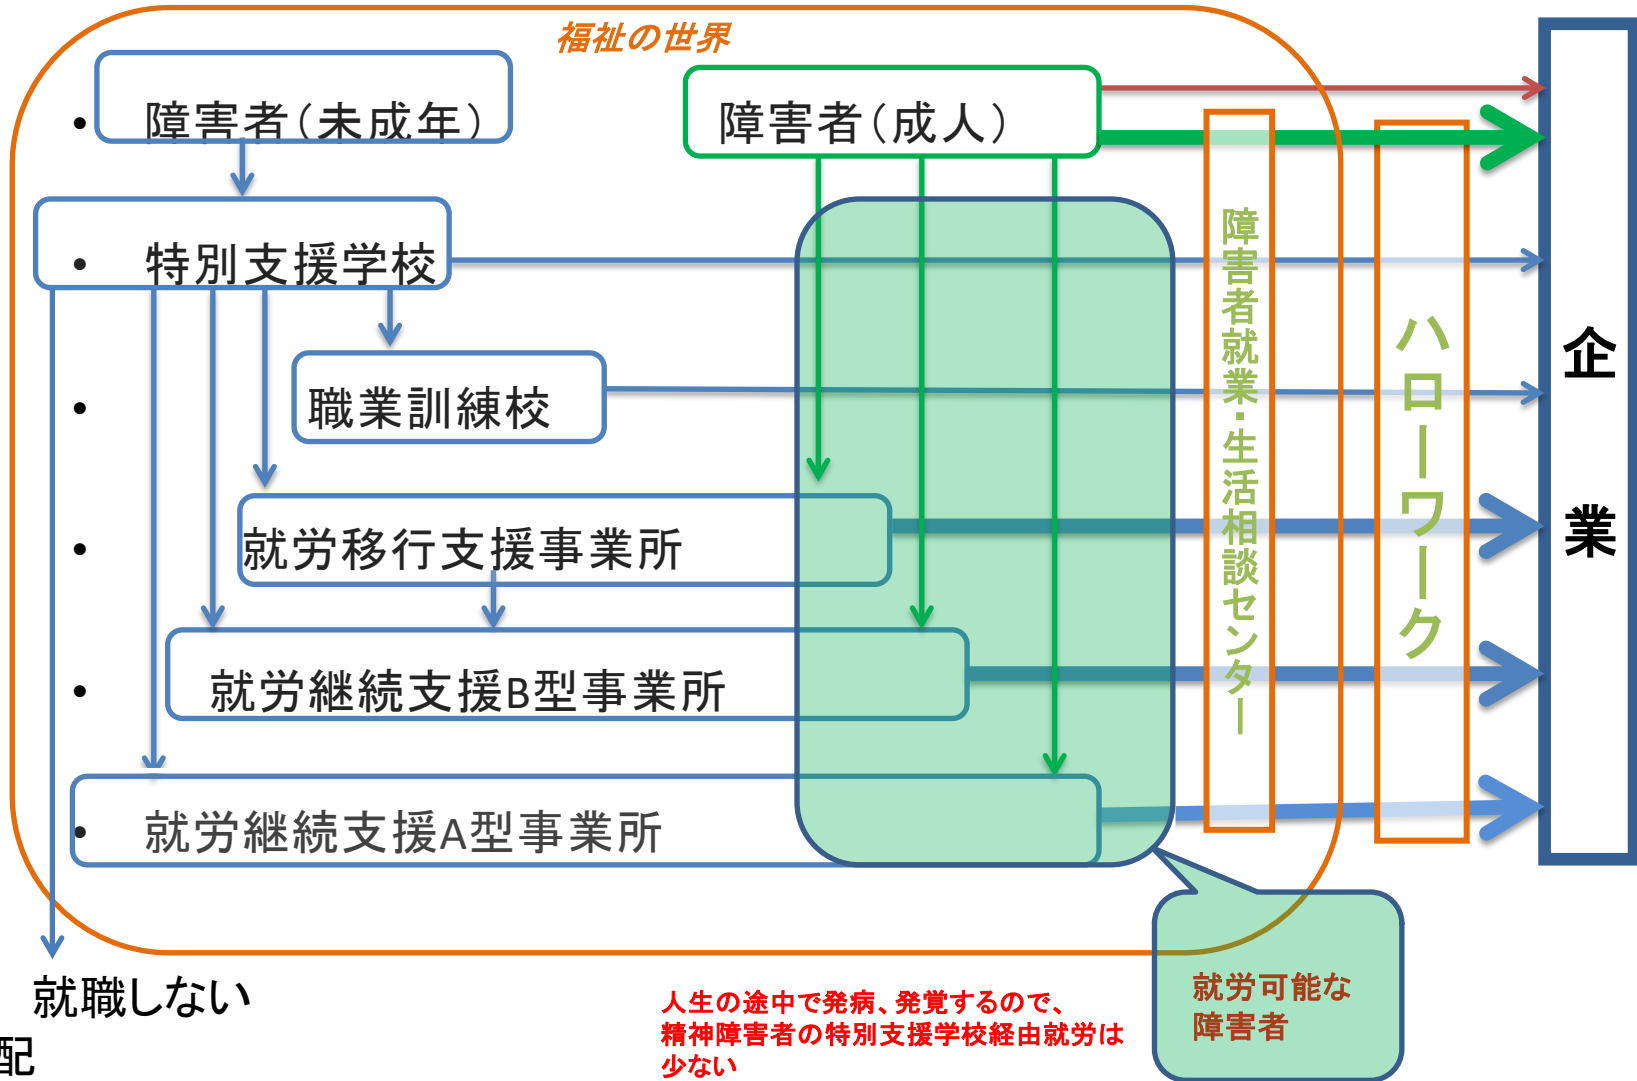 福祉の世界
• 障害者（未成年）
障害者（成人）
• 特別支援学校
• 職業訓練校
• 就労移行支援事業所
• 就労継続支援B型事業所
• 就労継続支援A型事業所
障害者就業・生活相談センター
ハローワーク
企業
就職しない
配
人生の途中で発病、発覚するので、
精神障害者の特別支援学校経由就労は
少ない
就労可能な
障害者